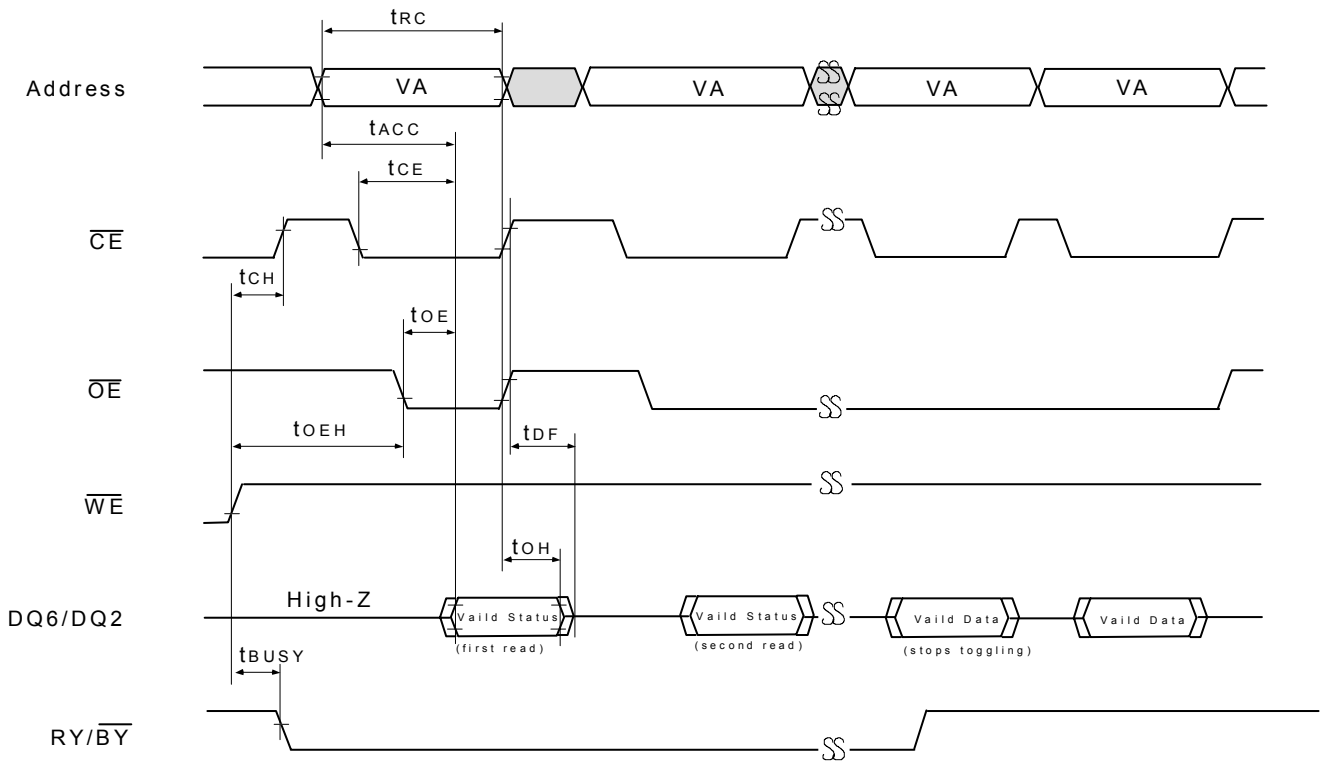 tRC
Address VA VA VA VA
tACC
tCE
CE
tCH
tOE
OE
tOEH tDF
WE
tOH
High-Z
DQ6/DQ2 Vaild Status Vaild Status Vaild Data Vaild Data
(first read) (second read) (stops toggling)
tBUSY
RY/BY